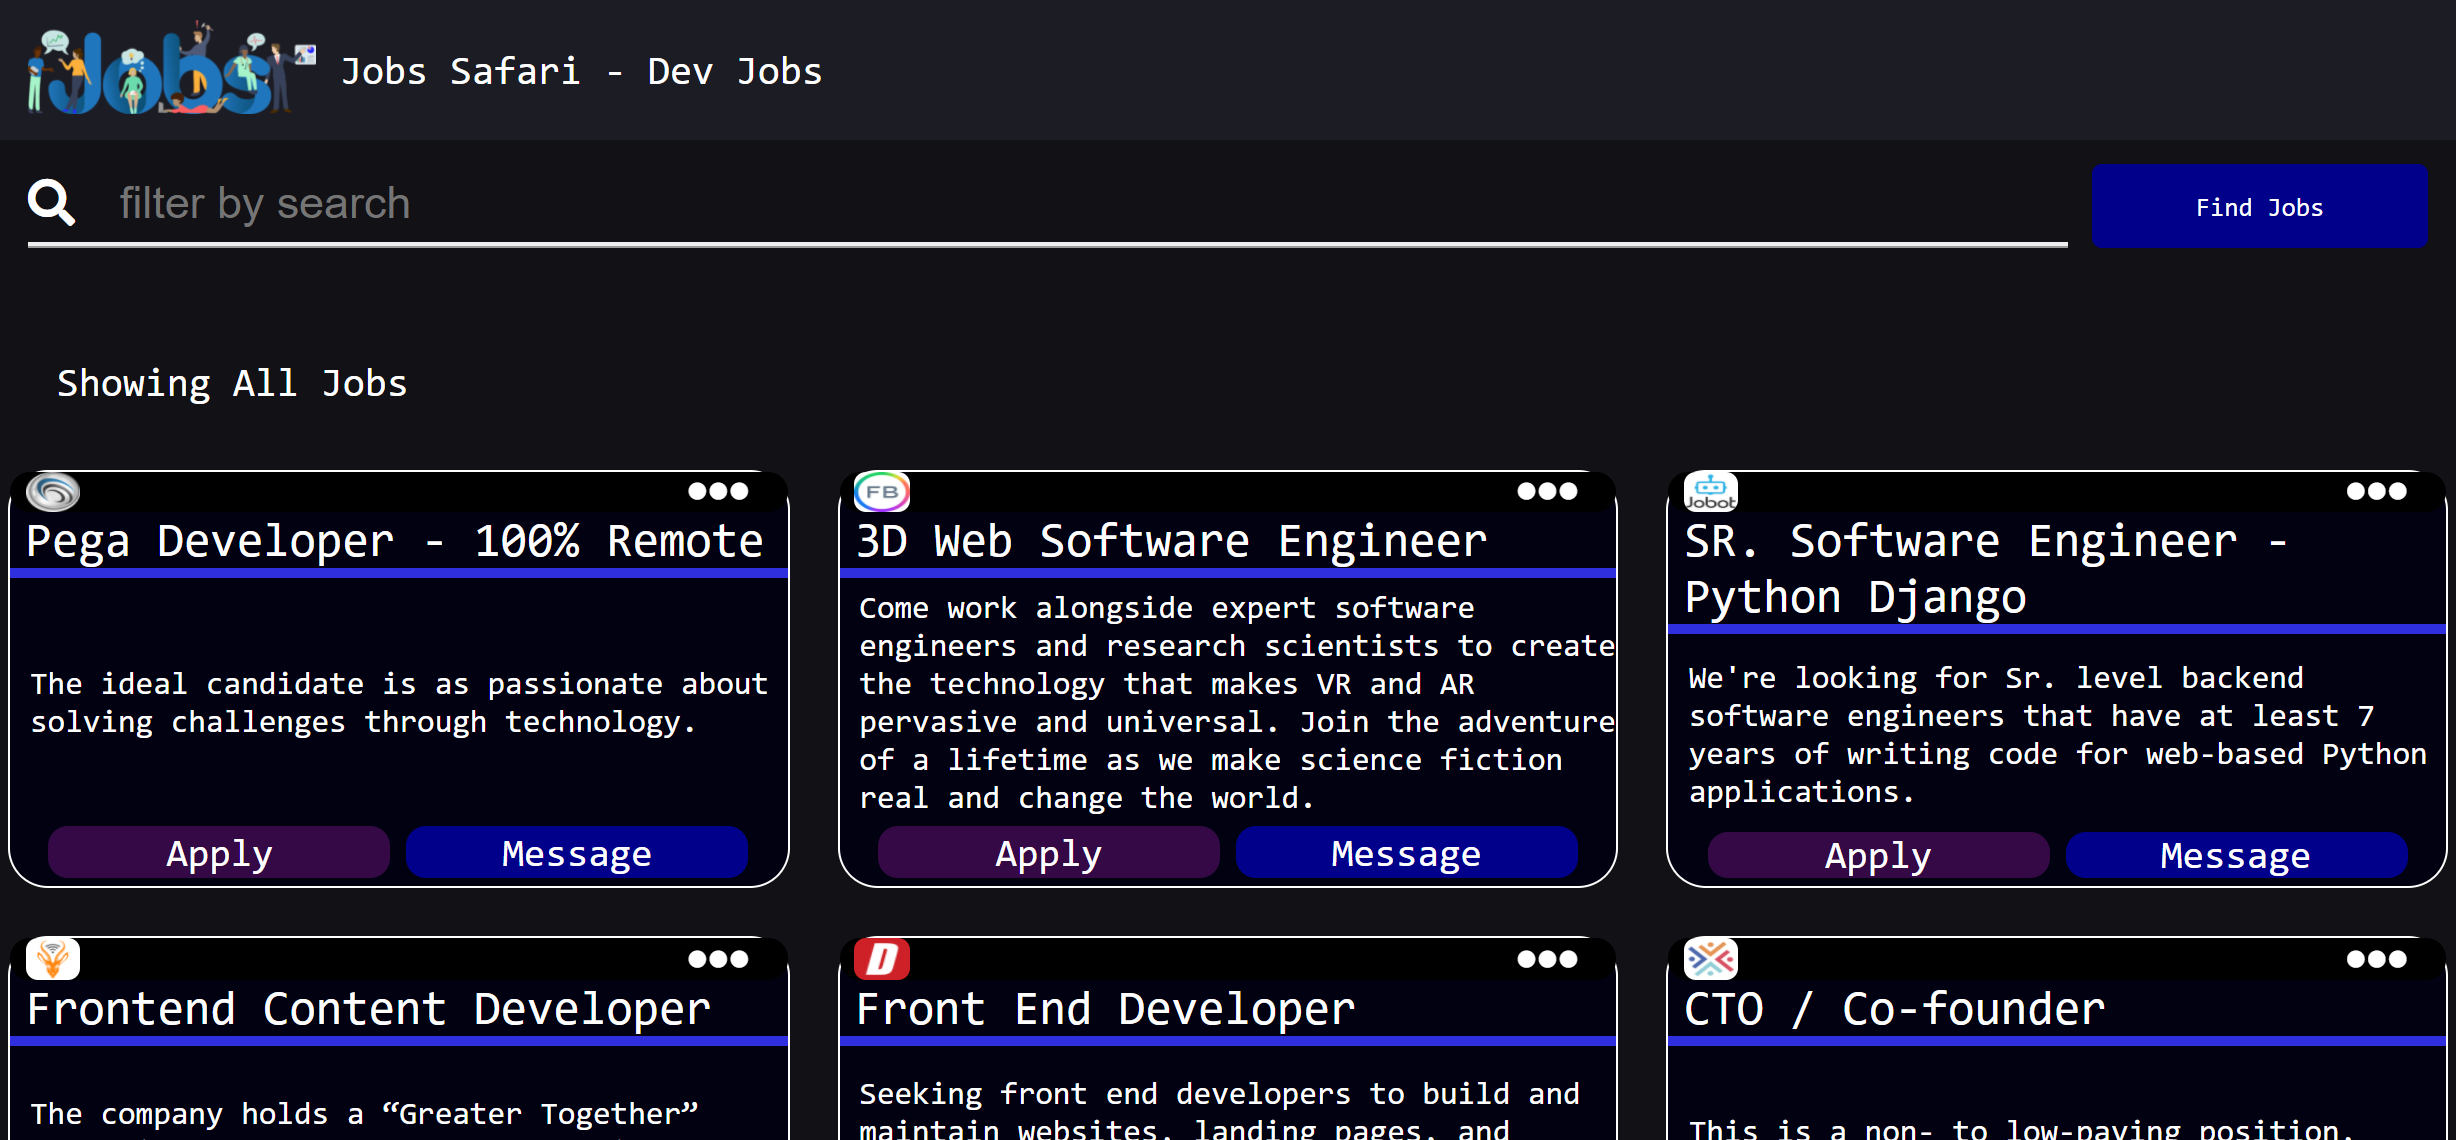 Jobs
Jobs Safari - Dev Jobs
filter by search
Find Jobs
Showing All Jobs
Pega Developer - 100% Remote
The ideal candidate is as passionate about
solving challenges through technology.
Apply
Message
FB
3D Web Software Engineer
Come work alongside expert software
engineers and research scientists to create
the technology that makes VR and AR
pervasive and universal. Join the adventure
of a lifetime as we make science fiction
real and change the world.
Apply
Message
Jobot
SR. Software Engineer -
Python Django
We're looking for Sr. level backend
software engineers that have at least 7
years of writing code for web-based Python
applications.
Apply
Message
Frontend Content Developer
The company holds a “Greater Together”
D
Front End Developer
Seeking front end developers to build and
maintain websites, landing pages, and
CTO / Co-founder
This is a non- to low-paying position.